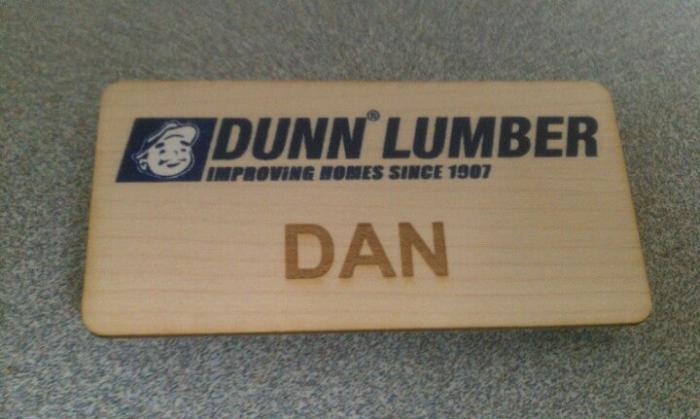 DUNN® LUMBER
IMPROVING HOMES SINCE 1907
DAN